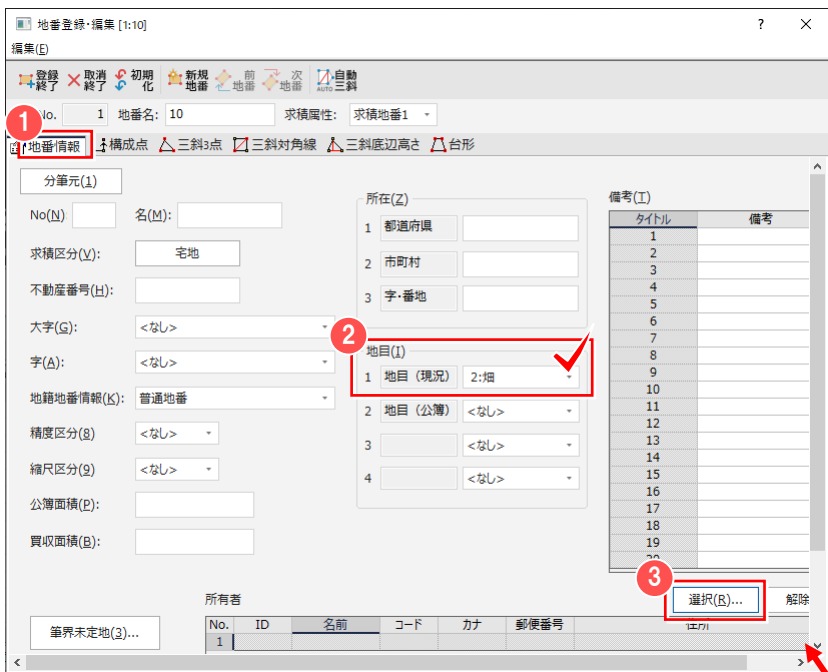 地番登録・編集 [1:10]
編集(E)
登録終了 取消終了 初期化 新規地番 前地番 次地番 自動三斜 AUTO
No. 1 地番名: 10 求積属性: 求積地番1
1
地番情報 構成点 三斜3点 三斜対角線 三斜底辺高さ 台形
分筆元(1)
No(N) 名(M):
求積区分(V): 宅地
不動産番号(H):
大字(G): <なし>
字(A): <なし>
地籍地番情報(K): 普通地番
精度区分(8) <なし>
縮尺区分(9) <なし>
公簿面積(P):
買収面積(B):
所在(Z)
1 都道府県
2 市町村
3 字・番地
2
地目(I)
1 地目（現況） 2:畑
2 地目（公簿） <なし>
3 <なし>
4 <なし>
備考(T)
タイトル 備考
1
2
3
4
5
6
7
8
9
10
11
12
13
14
15
16
17
18
19
20
3
選択(R)... 解除
筆界未定地(3)...
所有者
No. ID 名前 コード カナ 郵便番号 住所
1